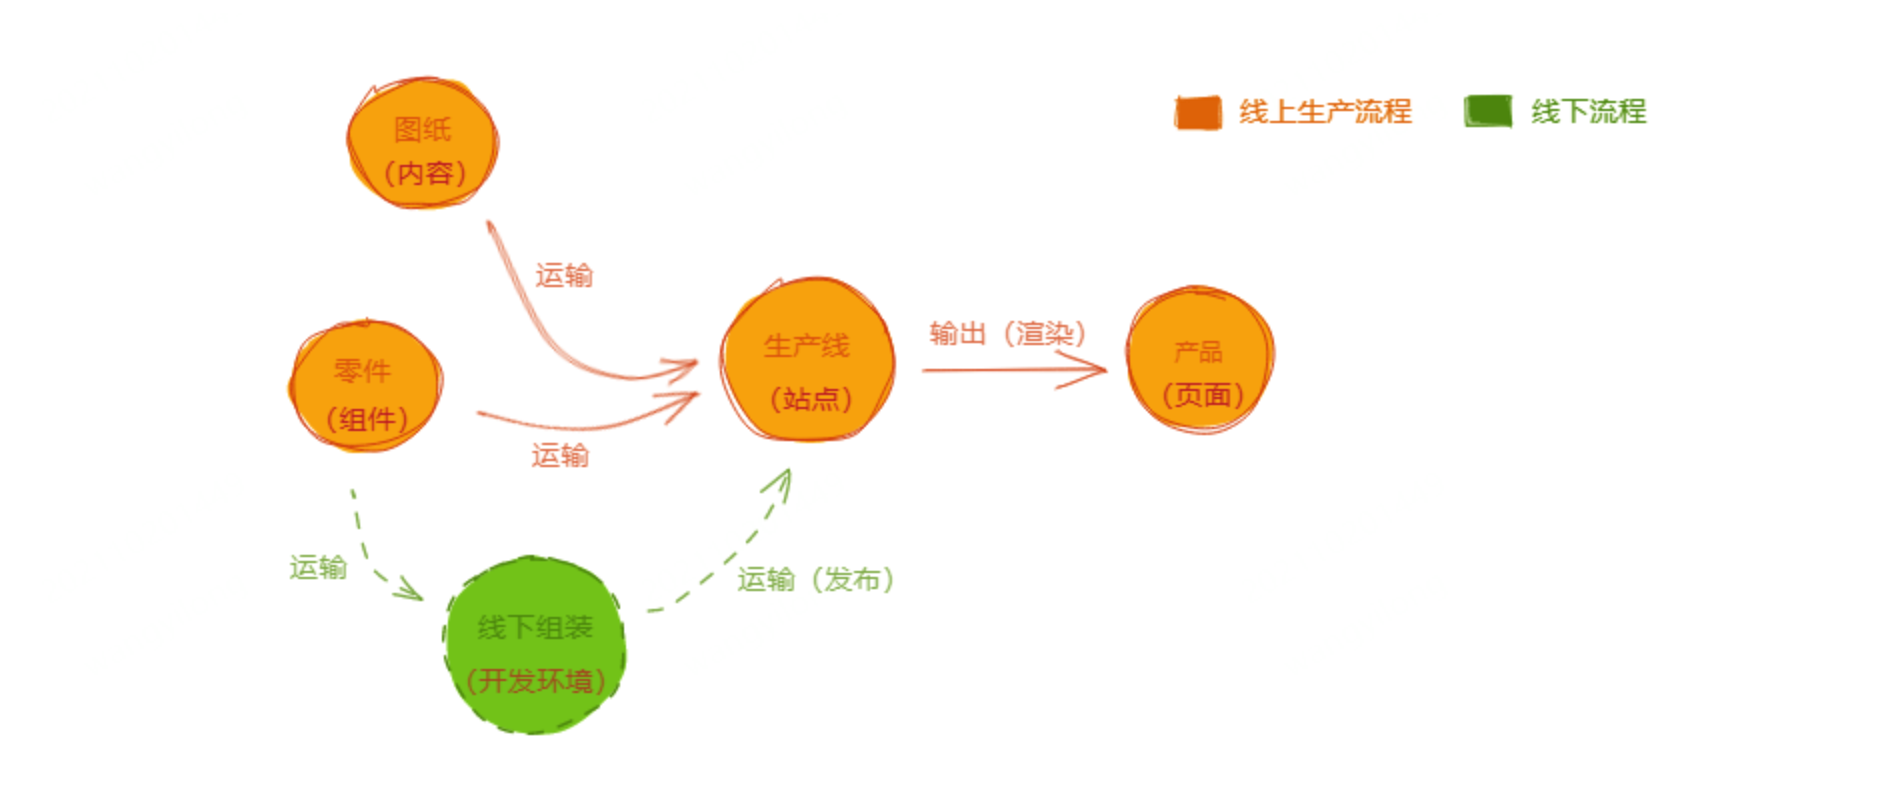 线上生产流程
线下流程
图纸
（内容）
运输
零件
（组件）
运输
生产线
（站点）
输出（渲染）
产品
（页面）
运输
线下组装
（开发环境）
运输（发布）